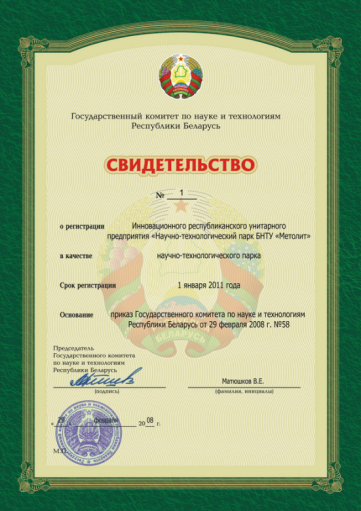 Государственный комитет по науке и технологиям
Республики Беларусь
СВИДЕТЕЛЬСТВО
№ 1
о регистрации Инновационного республиканского унитарного
предприятия «Научно-технологический парк БНТУ «Метолит»
в качестве научно-технологического парка
Срок регистрации 1 января 2011 года
Основание приказ Государственного комитета по науке и технологиям
Республики Беларусь от 29 февраля 2008 г. №58
БЕЛАРУСЬ
Председатель
Государственного комитета
по науке и технологиям
Республики Беларусь
Матюшков В.Е.
(подпись) (фамилия, инициалы)
« 29 » февраля 20 08 г.
М.П.